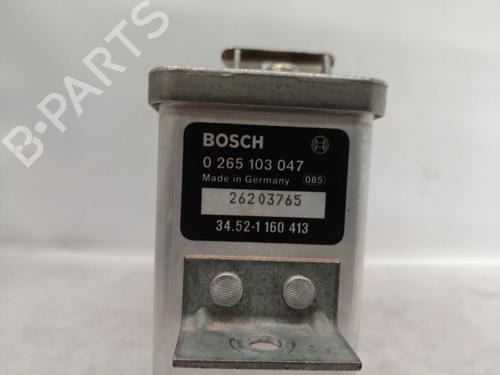 B-PARTS
BOSCH
0 265 103 047
Made in Germany 085
26203765
34.52-1 160 413